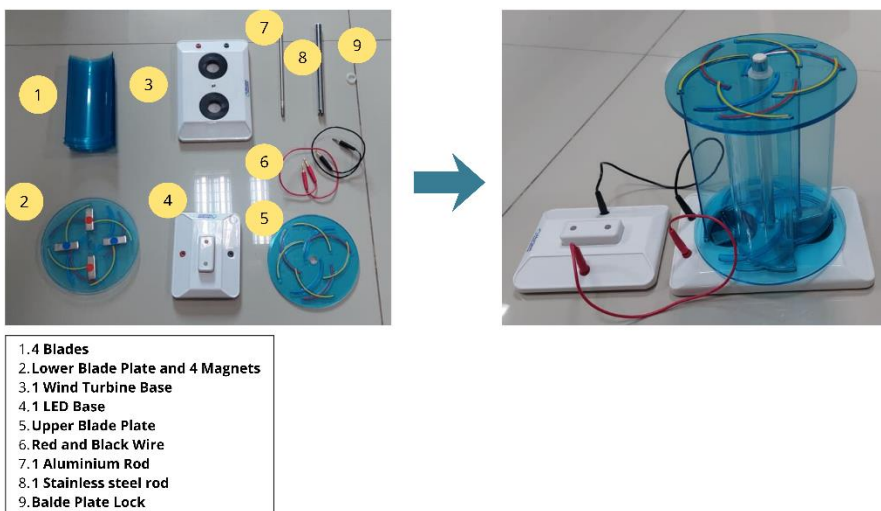 7
8
9
1
3
6
2
4
5
1.4 Blades
2.Lower Blade Plate and 4 Magnets
3.1 Wind Turbine Base
4.1 LED Base
5.Upper Blade Plate
6.Red and Black Wire
7.1 Aluminium Rod
8.1 Stainless steel rod
9.Balde Plate Lock